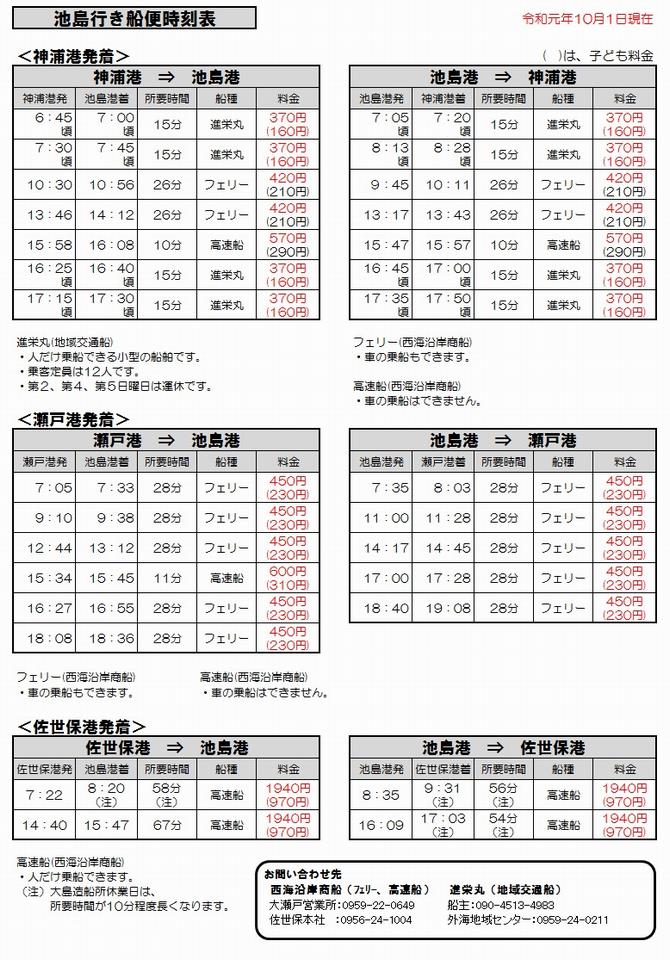 池島行き船便時刻表
令和元年10月1日現在
＜神浦港発着＞
(　)は、子ども料金
神浦港　⇒　池島港
神浦港発 池島港着 所要時間 船種 料金
6：45頃 7：00頃 15分 進栄丸 370円(160円)
7：30頃 7：45頃 15分 進栄丸 370円(160円)
10：30 10：56 26分 フェリー 420円(210円)
13：46 14：12 26分 フェリー 420円(210円)
15：58 16：08 10分 高速船 570円(290円)
16：25頃 16：40頃 15分 進栄丸 370円(160円)
17：15頃 17：30頃 15分 進栄丸 370円(160円)
池島港　⇒　神浦港
池島港発 神浦港着 所要時間 船種 料金
7：05頃 7：20頃 15分 進栄丸 370円(160円)
8：13頃 8：28頃 15分 進栄丸 370円(160円)
9：45 10：11 26分 フェリー 420円(210円)
13：17 13：43 26分 フェリー 420円(210円)
15：47 15：57 10分 高速船 570円(290円)
16：45頃 17：00頃 15分 進栄丸 370円(160円)
17：35頃 17：50頃 15分 進栄丸 370円(160円)
進栄丸(地域交通船)
・人だけ乗船できる小型の船舶です。
・乗客定員は12人です。
・第2、第4、第5日曜日は運休です。
フェリー(西海沿岸商船)
・車の乗船もできます。
高速船(西海沿岸商船)
・車の乗船はできません。
＜瀬戸港発着＞
瀬戸港　⇒　池島港
瀬戸港発 池島港着 所要時間 船種 料金
7：05 7：33 28分 フェリー 450円(230円)
9：10 9：38 28分 フェリー 450円(230円)
12：44 13：12 28分 フェリー 450円(230円)
15：34 15：45 11分 高速船 600円(310円)
16：27 16：55 28分 フェリー 450円(230円)
18：08 18：36 28分 フェリー 450円(230円)
池島港　⇒　瀬戸港
池島港発 瀬戸港着 所要時間 船種 料金
7：35 8：03 28分 フェリー 450円(230円)
11：00 11：28 28分 フェリー 450円(230円)
14：17 14：45 28分 フェリー 450円(230円)
17：00 17：28 28分 フェリー 450円(230円)
18：40 19：08 28分 フェリー 450円(230円)
フェリー(西海沿岸商船)
・車の乗船もできます。
高速船(西海沿岸商船)
・車の乗船はできません。
＜佐世保港発着＞
佐世保港　⇒　池島港
佐世保港発 池島港着 所要時間 船種 料金
7：22 8：20(注) 58分(注) 高速船 1940円(970円)
14：40 15：47 67分 高速船 1940円(970円)
池島港　⇒　佐世保港
池島港発 佐世保港着 所要時間 船種 料金
8：35 9：31(注) 56分(注) 高速船 1940円(970円)
16：09 17：03(注) 54分(注) 高速船 1940円(970円)
高速船(西海沿岸商船)
・人だけ乗船できます。
（注）大島造船所休業日は、
所要時間が10分程度長くなります。
お問い合わせ先
西海沿岸商船（ﾌｪﾘｰ、高速船）　進栄丸（地域交通船）
大瀬戸営業所：0959-22-0649　船主：090-4513-4983
佐世保本社　：0956-24-1004　外海地域センター：0959-24-0211